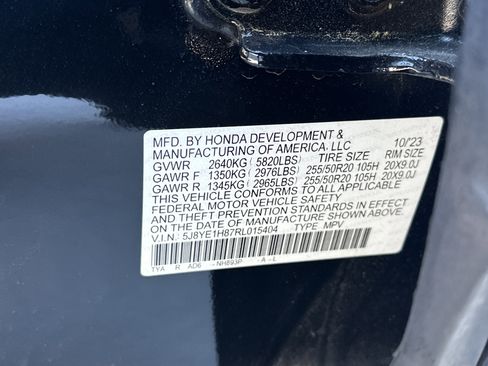 MFD. BY HONDA DEVELOPMENT &
MANUFACTURING OF AMERICA, LLC 10/'23
GVWR 2640KG (5820LBS) TIRE SIZE RIM SIZE
GAWR F 1350KG (2976LBS) 255/50R20 105H 20X9.0J
GAWR R 1345KG (2965LBS) 255/50R20 105H 20X9.0J
THIS VEHICLE CONFORMS TO ALL APPLICABLE
FEDERAL MOTOR VEHICLE SAFETY
AND THEFT PREVENTION STANDARDS IN EFFECT
ON THE DATE OF MANUFACTURE SHOWN ABOVE.
V.I.N.: 5J8YE1H87RL015404 TYPE: MPV
TYA R AD6 NH893P -A -L